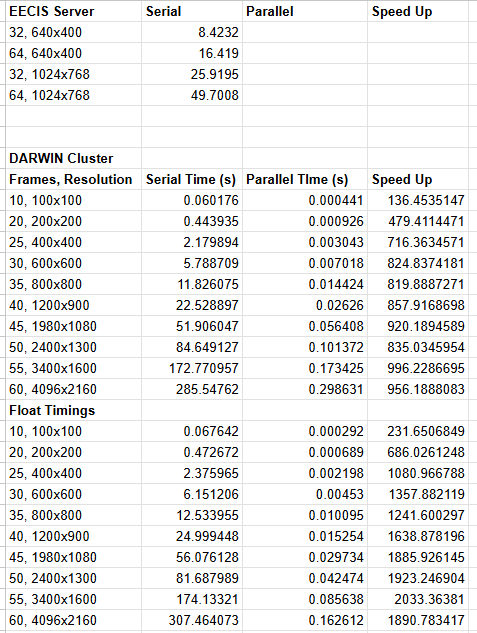 EECIS Server Serial Parallel Speed Up
32, 640x400 8.4232
64, 640x400 16.419
32, 1024x768 25.9195
64, 1024x768 49.7008
DARWIN Cluster
Frames, Resolution Serial Time (s) Parallel TIme (s) Speed Up
10, 100x100 0.060176 0.000441 136.4535147
20, 200x200 0.443935 0.000926 479.4114471
25, 400x400 2.179894 0.003043 716.3634571
30, 600x600 5.788709 0.007018 824.8374181
35, 800x800 11.826075 0.014424 819.8887271
40, 1200x900 22.528897 0.02626 857.9168698
45, 1980x1080 51.906047 0.056408 920.1894589
50, 2400x1300 84.649127 0.101372 835.0345954
55, 3400x1600 172.770957 0.173425 996.2286695
60, 4096x2160 285.54762 0.298631 956.1888083
Float Timings
10, 100x100 0.067642 0.000292 231.6506849
20, 200x200 0.472672 0.000689 686.0261248
25, 400x400 2.375965 0.002198 1080.966788
30, 600x600 6.151206 0.00453 1357.882119
35, 800x800 12.533955 0.010095 1241.600297
40, 1200x900 24.999448 0.015254 1638.878196
45, 1980x1080 56.076128 0.029734 1885.926145
50, 2400x1300 81.687989 0.042474 1923.246904
55, 3400x1600 174.13321 0.085638 2033.36381
60, 4096x2160 307.464073 0.162612 1890.783417